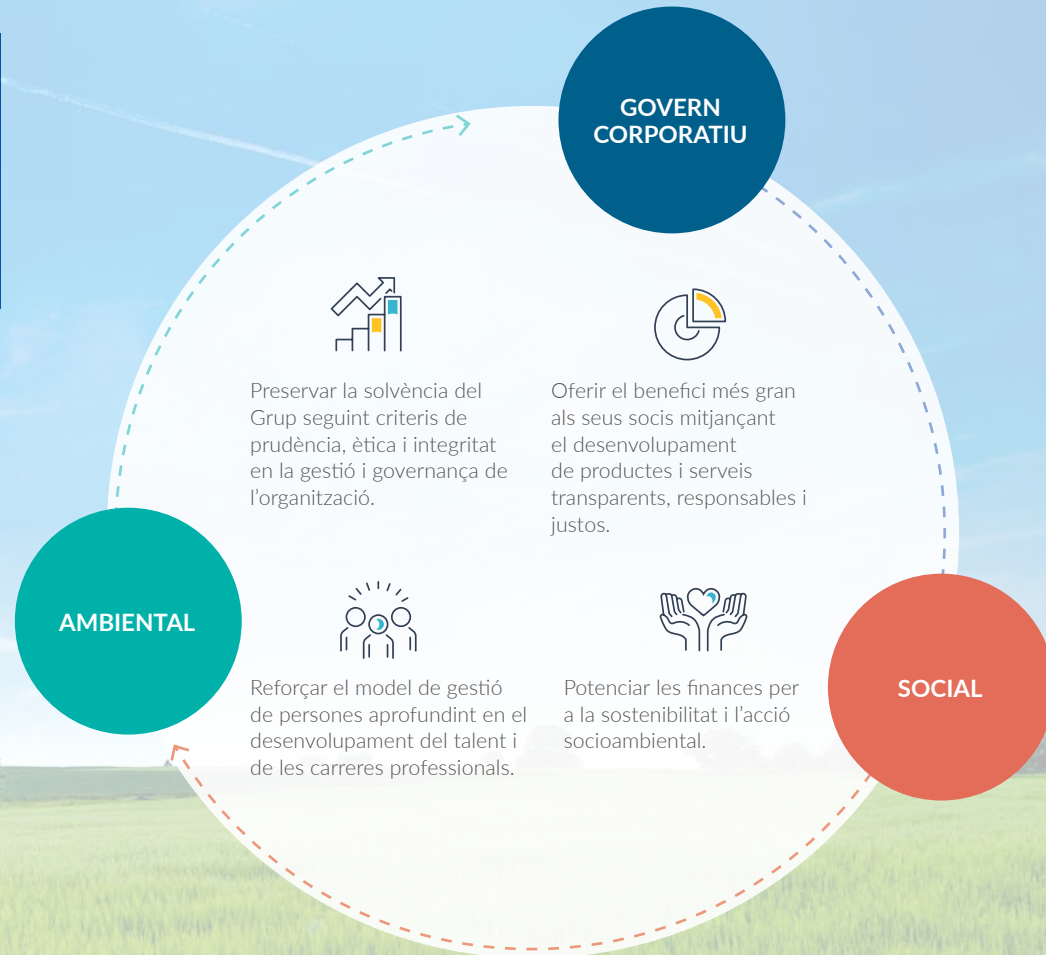 GOVERN
CORPORATIU
Preservar la solvència del
Grup seguint criteris de
prudència, ètica i integritat
en la gestió i governança de
l’organització.
Oferir el benefici més gran
als seus socis mitjançant
el desenvolupament
de productes i serveis
transparents, responsables i
justos.
AMBIENTAL
Reforçar el model de gestió
de persones aprofundint en el
desenvolupament del talent i
de les carreres professionals.
Potenciar les finances per
a la sostenibilitat i l’acció
socioambiental.
SOCIAL